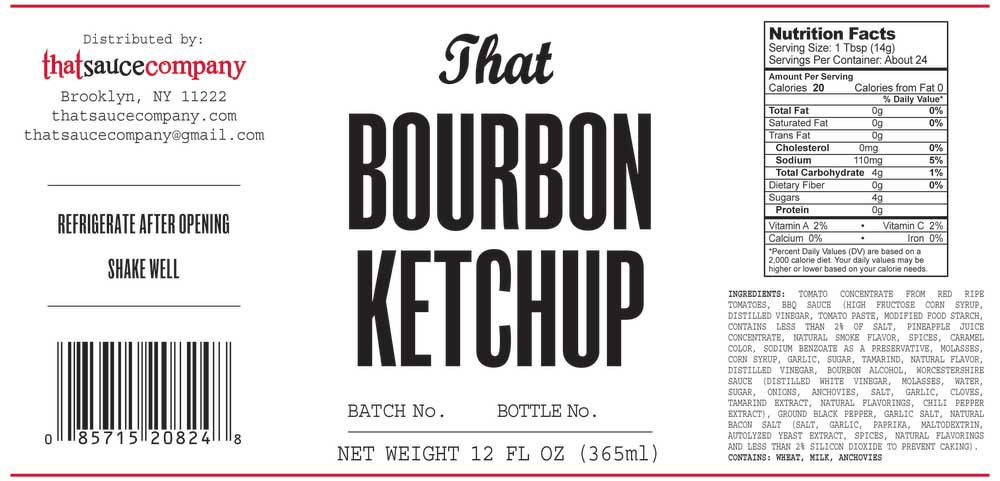 Distributed by:
thatsaucecompany
Brooklyn, NY 11222
thatsaucecompany.com
thatsaucecompany@gmail.com
REFRIGERATE AFTER OPENING
SHAKE WELL
0 85715 20824 8
That
BOURBON
KETCHUP
BATCH No. BOTTLE No.
NET WEIGHT 12 FL OZ (365ml)
Nutrition Facts
Serving Size: 1 Tbsp (14g)
Servings Per Container: About 24
Amount Per Serving
Calories 20 Calories from Fat 0
% Daily Value*
Total Fat 0g 0%
Saturated Fat 0g 0%
Trans Fat 0g
Cholesterol 0mg 0%
Sodium 110mg 5%
Total Carbohydrate 4g 1%
Dietary Fiber 0g 0%
Sugars 4g
Protein 0g
Vitamin A 2% • Vitamin C 2%
Calcium 0% • Iron 0%
*Percent Daily Values (DV) are based on a
2,000 calorie diet. Your daily values may be
higher or lower based on your calorie needs.
INGREDIENTS: TOMATO CONCENTRATE FROM RED RIPE
TOMATOES, BBQ SAUCE (HIGH FRUCTOSE CORN SYRUP,
DISTILLED VINEGAR, TOMATO PASTE, MODIFIED FOOD STARCH,
CONTAINS LESS THAN 2% OF SALT, PINEAPPLE JUICE
CONCENTRATE, NATURAL SMOKE FLAVOR, SPICES, CARAMEL
COLOR, SODIUM BENZOATE AS A PRESERVATIVE, MOLASSES,
CORN SYRUP, GARLIC, SUGAR, TAMARIND, NATURAL FLAVOR,
DISTILLED VINEGAR, BOURBON ALCOHOL, WORCESTERSHIRE
SAUCE (DISTILLED WHITE VINEGAR, MOLASSES, WATER,
SUGAR, ONIONS, ANCHOVIES, SALT, GARLIC, CLOVES,
TAMARIND EXTRACT, NATURAL FLAVORINGS, CHILI PEPPER
EXTRACT), GROUND BLACK PEPPER, GARLIC SALT, NATURAL
BACON SALT (SALT, GARLIC, PAPRIKA, MALTODEXTRIN,
AUTOLYZED YEAST EXTRACT, SPICES, NATURAL FLAVORINGS
AND LESS THAN 2% SILICON DIOXIDE TO PREVENT CAKING).
CONTAINS: WHEAT, MILK, ANCHOVIES